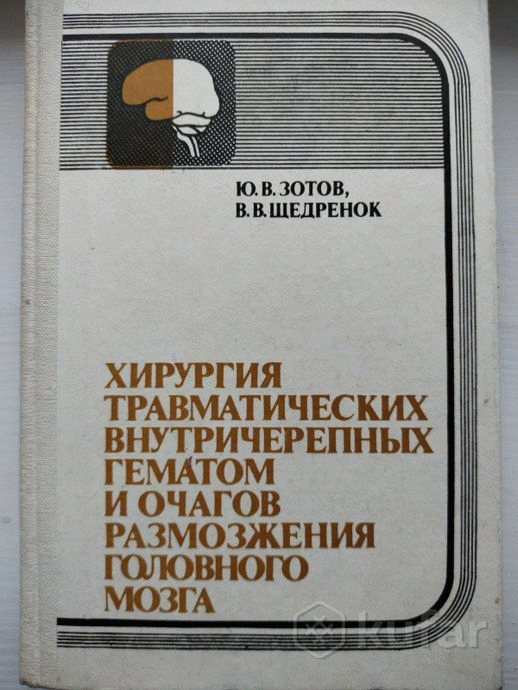 Ю.В.ЗОТОВ,
В.В.ЩЕДРЕНОК
ХИРУРГИЯ
ТРАВМАТИЧЕСКИХ
ВНУТРИЧЕРЕПНЫХ
ГЕМАТОМ
И ОЧАГОВ
РАЗМОЗЖЕНИЯ
ГОЛОВНОГО
МОЗГА
kufar